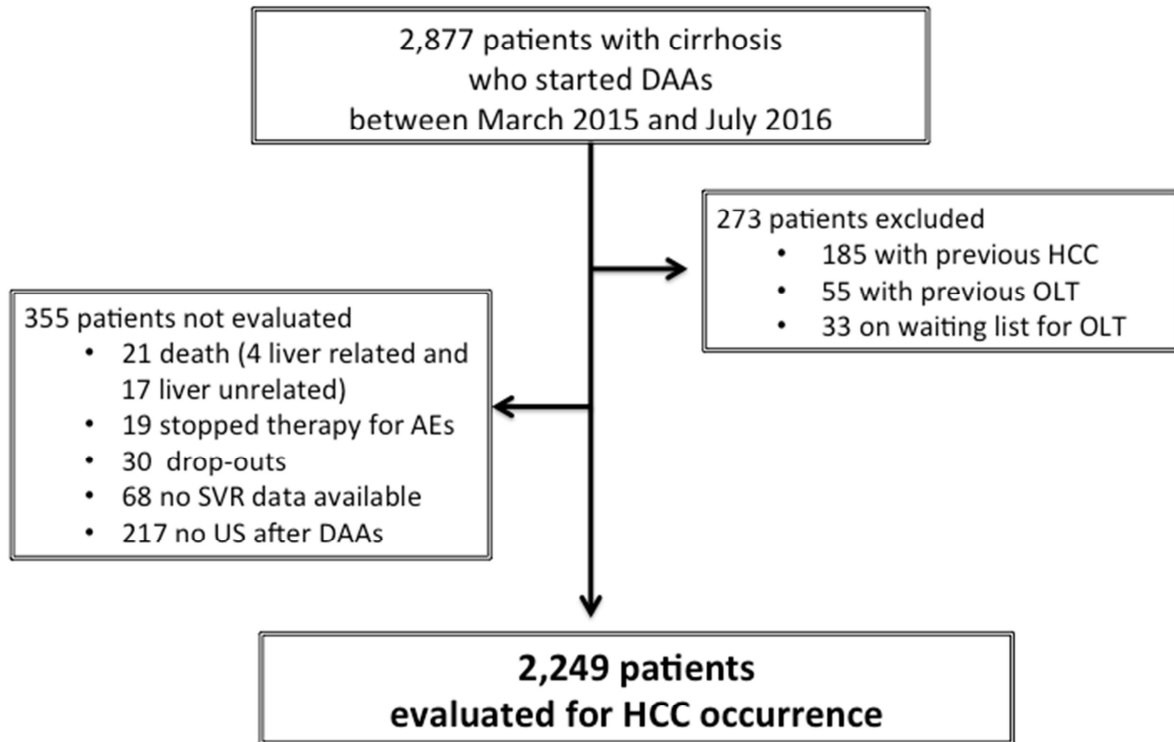 2,877 patients with cirrhosis
who started DAAs
between March 2015 and July 2016
273 patients excluded
• 185 with previous HCC
• 55 with previous OLT
• 33 on waiting list for OLT
355 patients not evaluated
• 21 death (4 liver related and
17 liver unrelated)
• 19 stopped therapy for AEs
• 30 drop-outs
• 68 no SVR data available
• 217 no US after DAAs
2,249 patients
evaluated for HCC occurrence